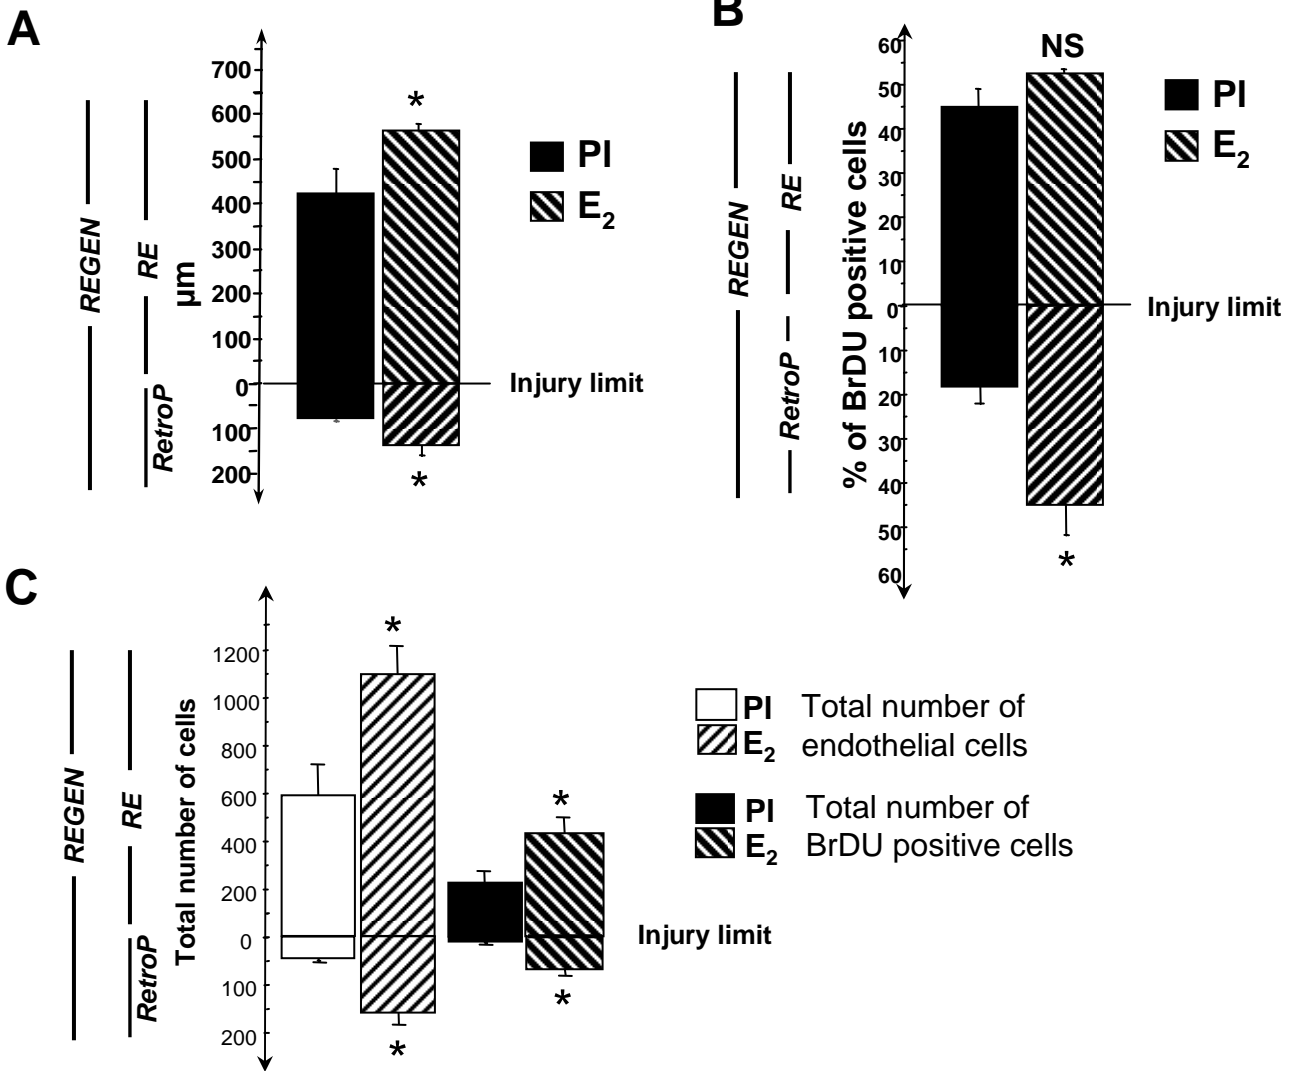 A
700
600
500
400
300
200
100
0
100
200
µm
REGEN
RE
RetroP
*
*
PI
E2
Injury limit
B
60
50
40
30
20
10
0
10
20
30
40
50
60
% of BrDU positive cells
REGEN
RE
RetroP
NS
*
PI
E2
Injury limit
C
1200
1000
800
600
400
200
0
100
200
Total number of cells
REGEN
RE
RetroP
*
*
*
*
Injury limit
PI Total number of
E2 endothelial cells
PI Total number of
E2 BrDU positive cells